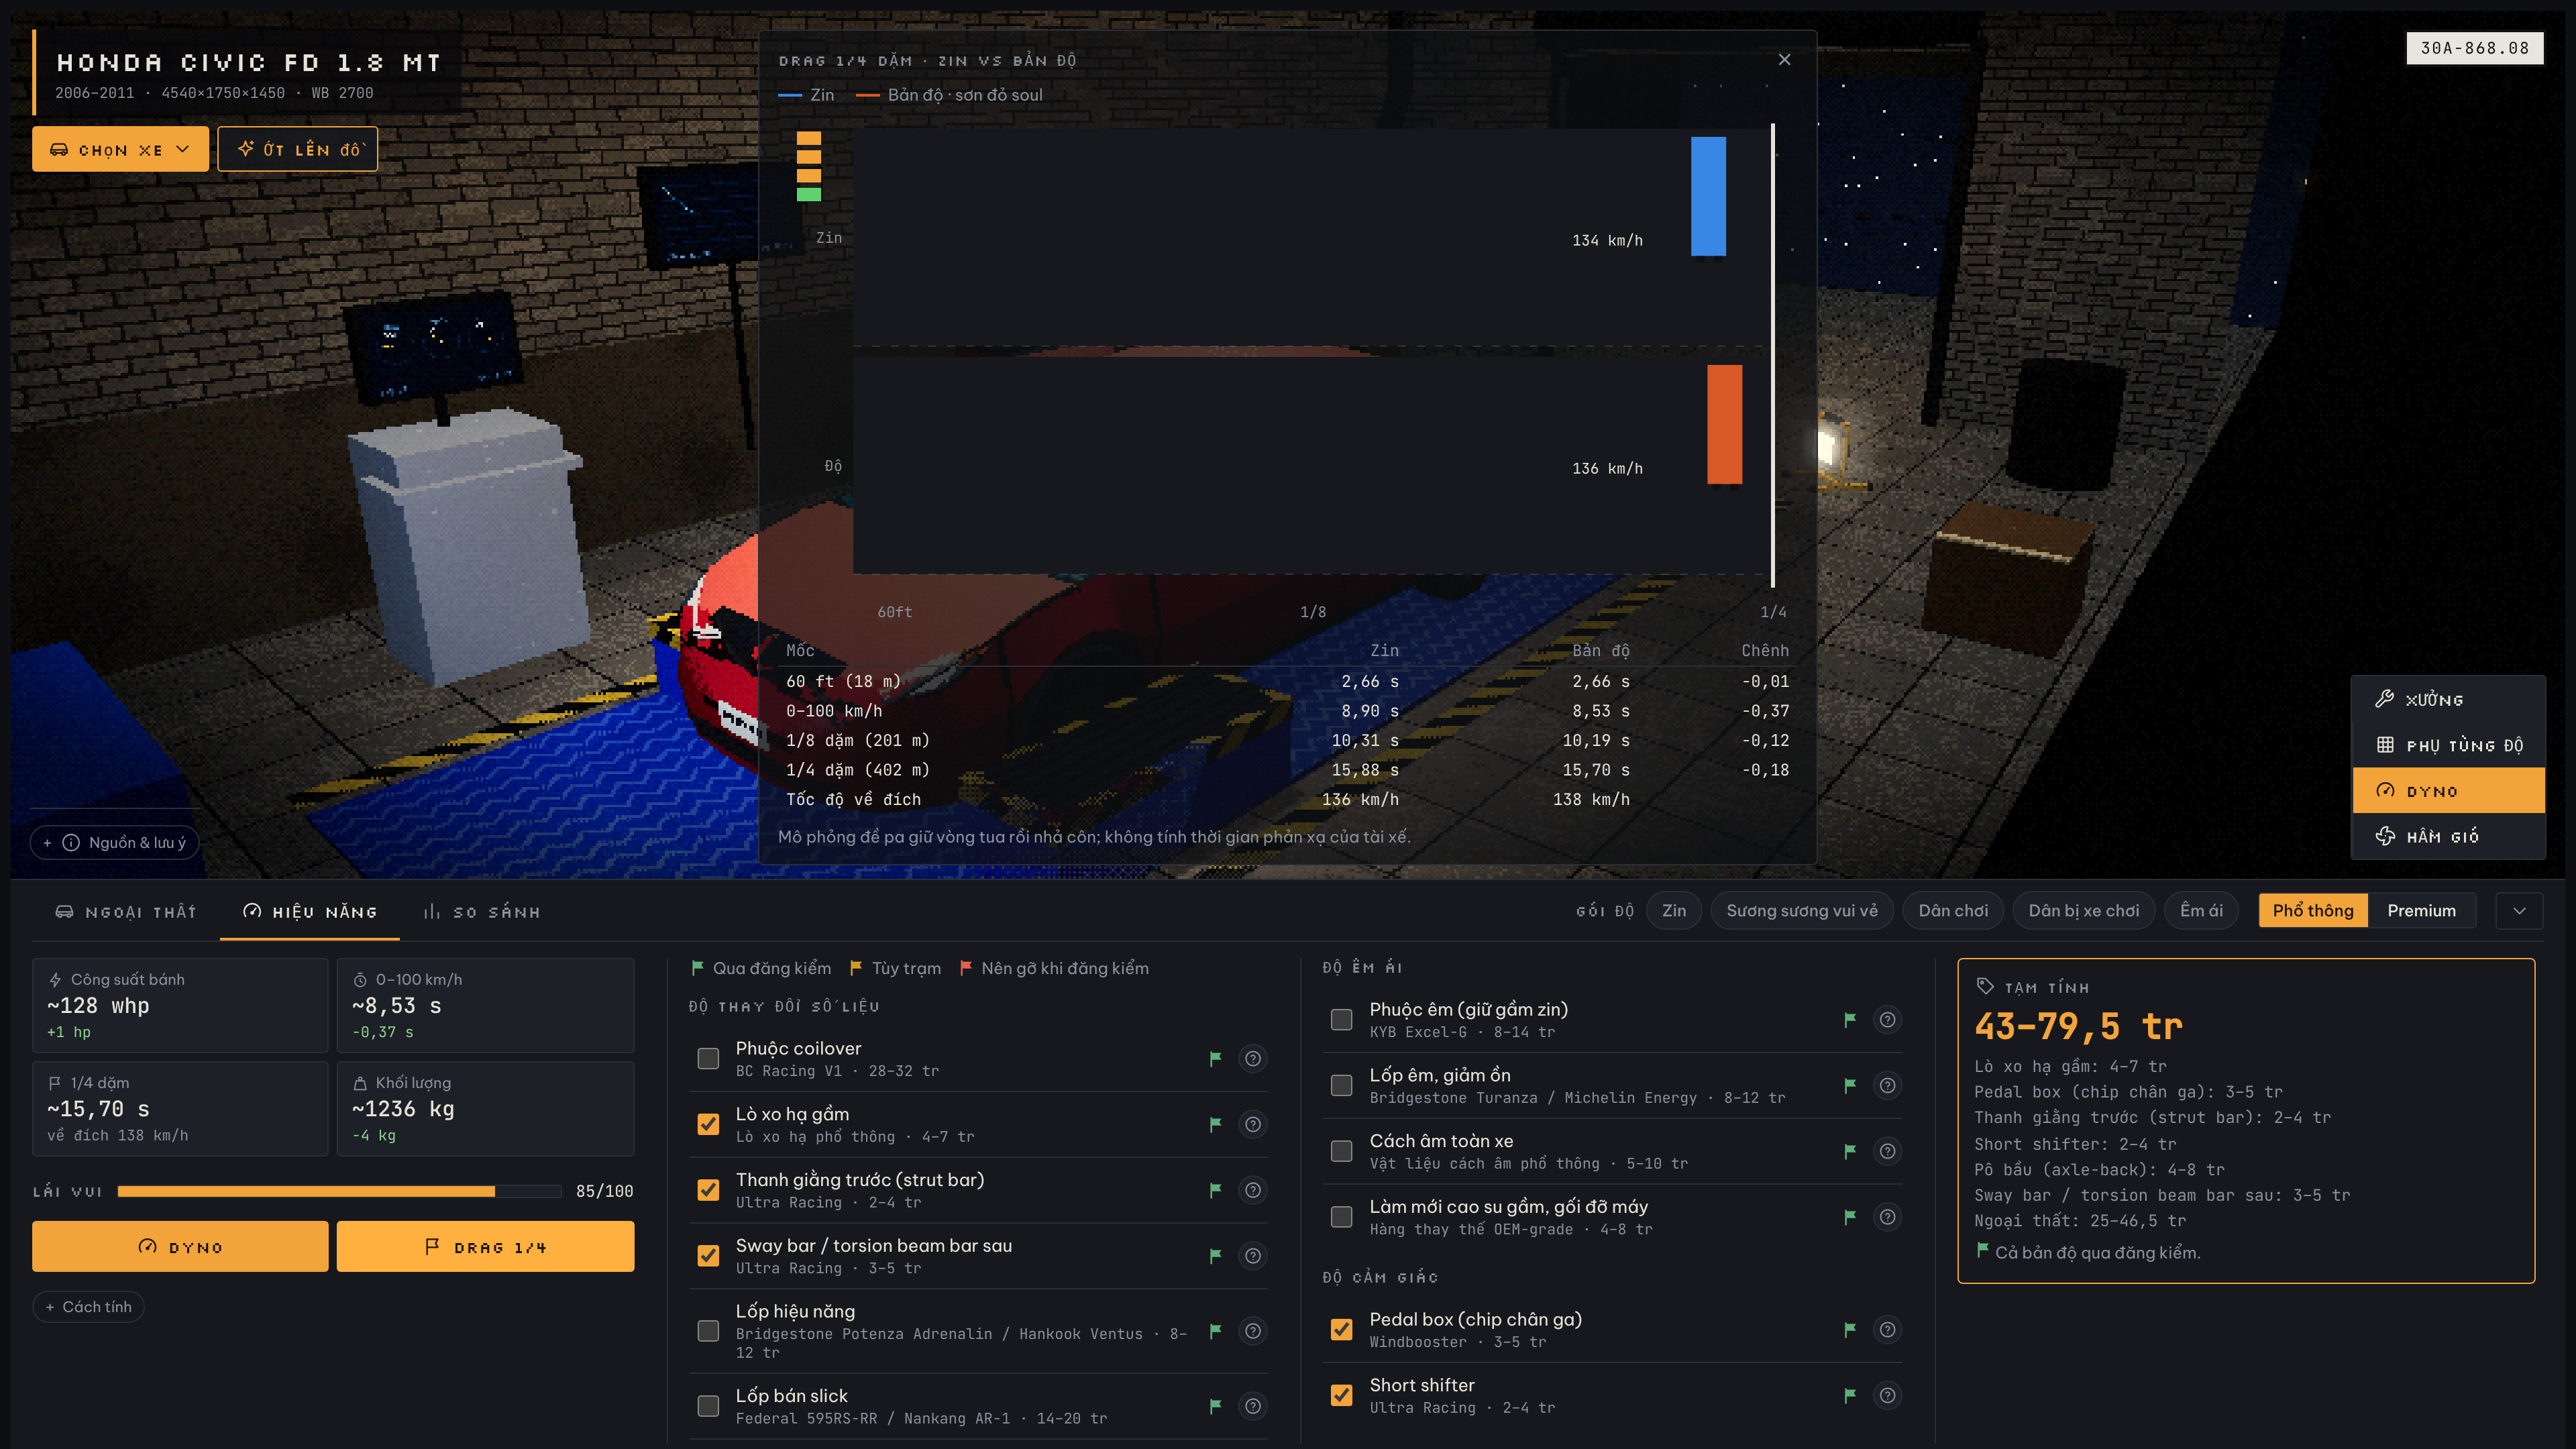 HONDA CIVIC FD 1.8 MT
2006–2011 · 4540×1750×1450 · WB 2700
CHỌN XE
ỚT LÊN ĐỒ
30A-868.08
DRAG 1/4 DẶM · ZIN VS BẢN ĐỘ
Zin
Bản độ · sơn đỏ soul
Zin
134 km/h
Độ
136 km/h
60ft
1/8
1/4
Mốc Zin Bản độ Chênh
60 ft (18 m) 2,66 s 2,66 s -0,01
0–100 km/h 8,90 s 8,53 s -0,37
1/8 dặm (201 m) 10,31 s 10,19 s -0,12
1/4 dặm (402 m) 15,88 s 15,70 s -0,18
Tốc độ về đích 136 km/h 138 km/h
Mô phỏng đề pa giữ vòng tua rồi nhả côn; không tính thời gian phản xạ của tài xế.
+ Nguồn & lưu ý
XƯỞNG
PHỤ TÙNG ĐỘ
DYNO
HẦM GIÓ
NGOẠI THẤT
HIỆU NĂNG
SO SÁNH
GÓI ĐỘ
Zin
Sương sương vui vẻ
Dân chơi
Dân bị xe chơi
Êm ái
Phổ thông
Premium
Công suất bánh
~128 whp
+1 hp
0–100 km/h
~8,53 s
-0,37 s
1/4 dặm
~15,70 s
về đích 138 km/h
Khối lượng
~1236 kg
-4 kg
LÁI VUI
85/100
DYNO
DRAG 1/4
+ Cách tính
Qua đăng kiểm
Tùy trạm
Nên gỡ khi đăng kiểm
ĐỘ THAY ĐỔI SỐ LIỆU
Phuộc coilover
BC Racing V1 · 28–32 tr
Lò xo hạ gầm
Lò xo hạ phổ thông · 4–7 tr
Thanh giằng trước (strut bar)
Ultra Racing · 2–4 tr
Sway bar / torsion beam bar sau
Ultra Racing · 3–5 tr
Lốp hiệu năng
Bridgestone Potenza Adrenalin / Hankook Ventus · 8–
12 tr
Lốp bán slick
Federal 595RS-RR / Nankang AR-1 · 14–20 tr
ĐỘ ÊM ÁI
Phuộc êm (giữ gầm zin)
KYB Excel-G · 8–14 tr
Lốp êm, giảm ồn
Bridgestone Turanza / Michelin Energy · 8–12 tr
Cách âm toàn xe
Vật liệu cách âm phổ thông · 5–10 tr
Làm mới cao su gầm, gối đỡ máy
Hàng thay thế OEM-grade · 4–8 tr
ĐỘ CẢM GIÁC
Pedal box (chip chân ga)
Windbooster · 3–5 tr
Short shifter
Ultra Racing · 2–4 tr
TẠM TÍNH
43–79,5 tr
Lò xo hạ gầm: 4–7 tr
Pedal box (chip chân ga): 3–5 tr
Thanh giằng trước (strut bar): 2–4 tr
Short shifter: 2–4 tr
Pô bầu (axle-back): 4–8 tr
Sway bar / torsion beam bar sau: 3–5 tr
Ngoại thất: 25–46,5 tr
Cả bản độ qua đăng kiểm.